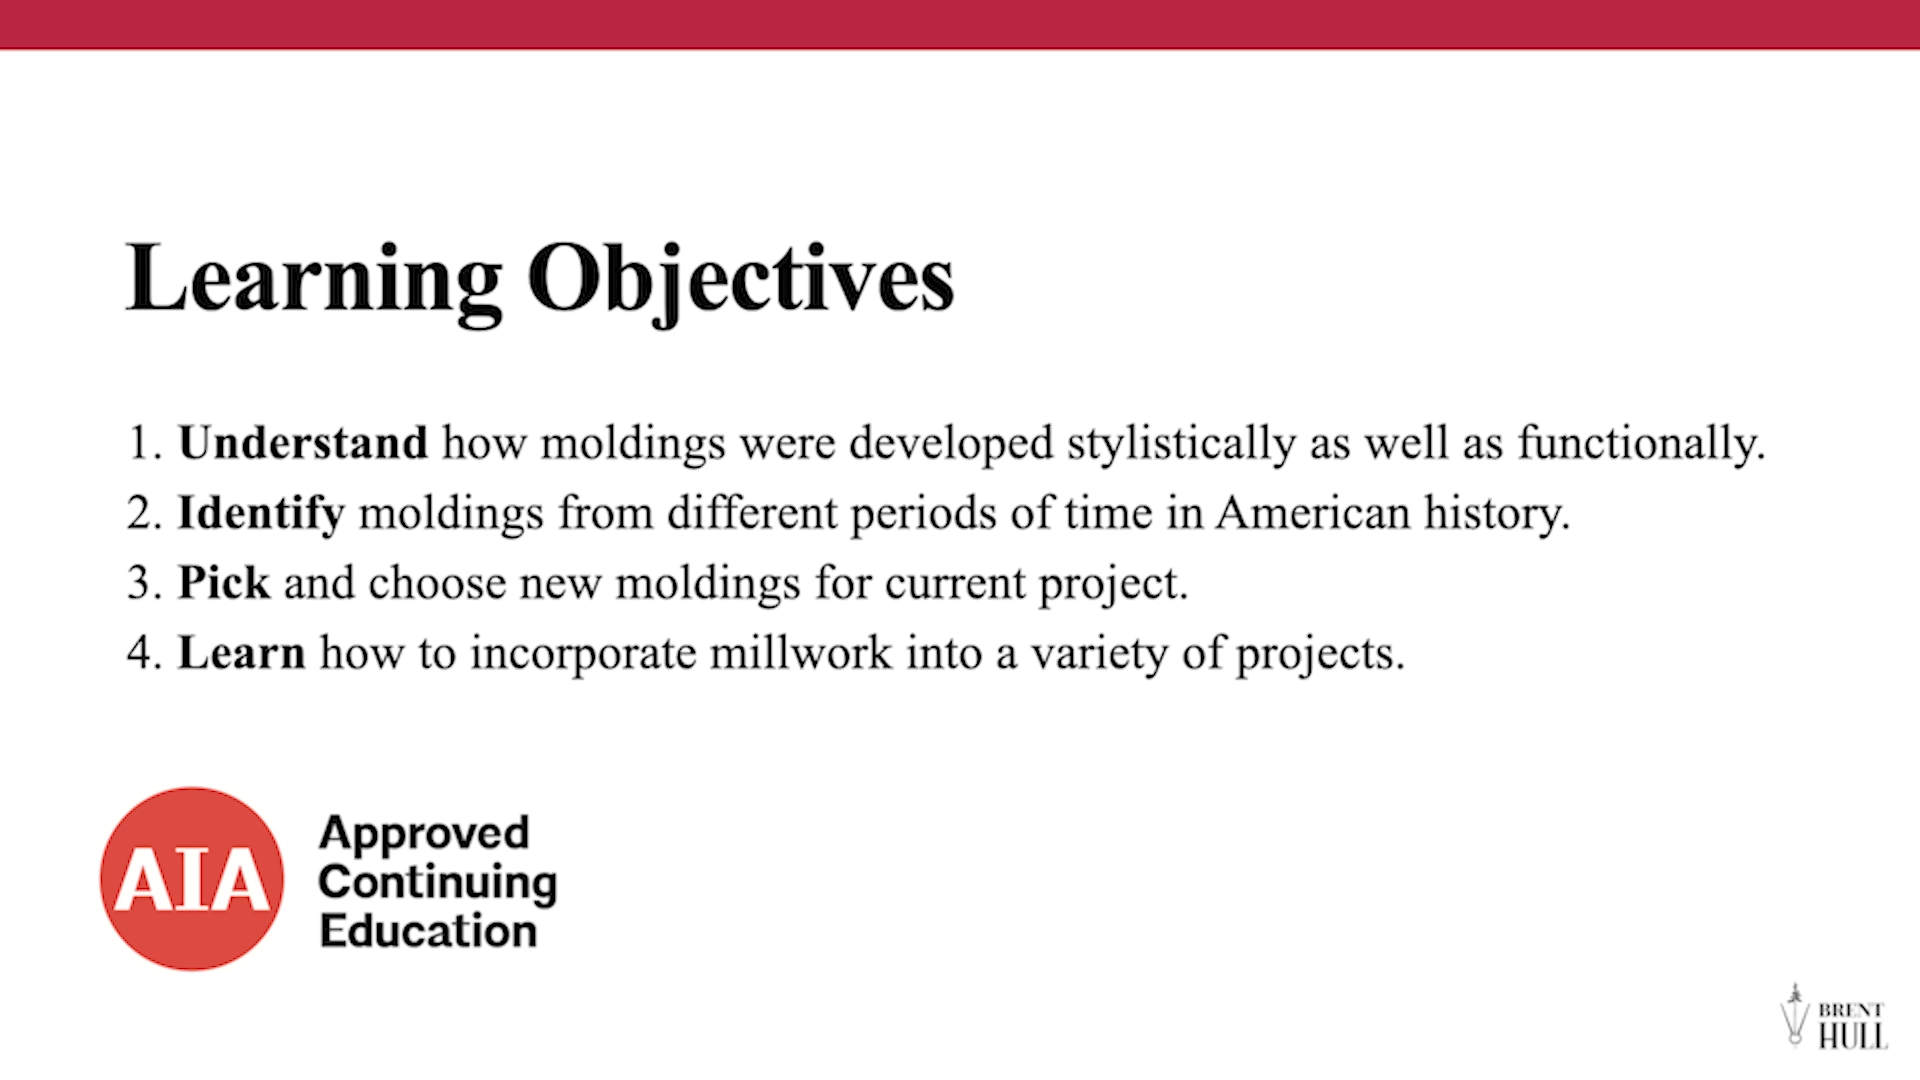 Learning Objectives
1. Understand how moldings were developed stylistically as well as functionally.
2. Identify moldings from different periods of time in American history.
3. Pick and choose new moldings for current project.
4. Learn how to incorporate millwork into a variety of projects.
AIA
Approved
Continuing
Education
BRENT
HULL